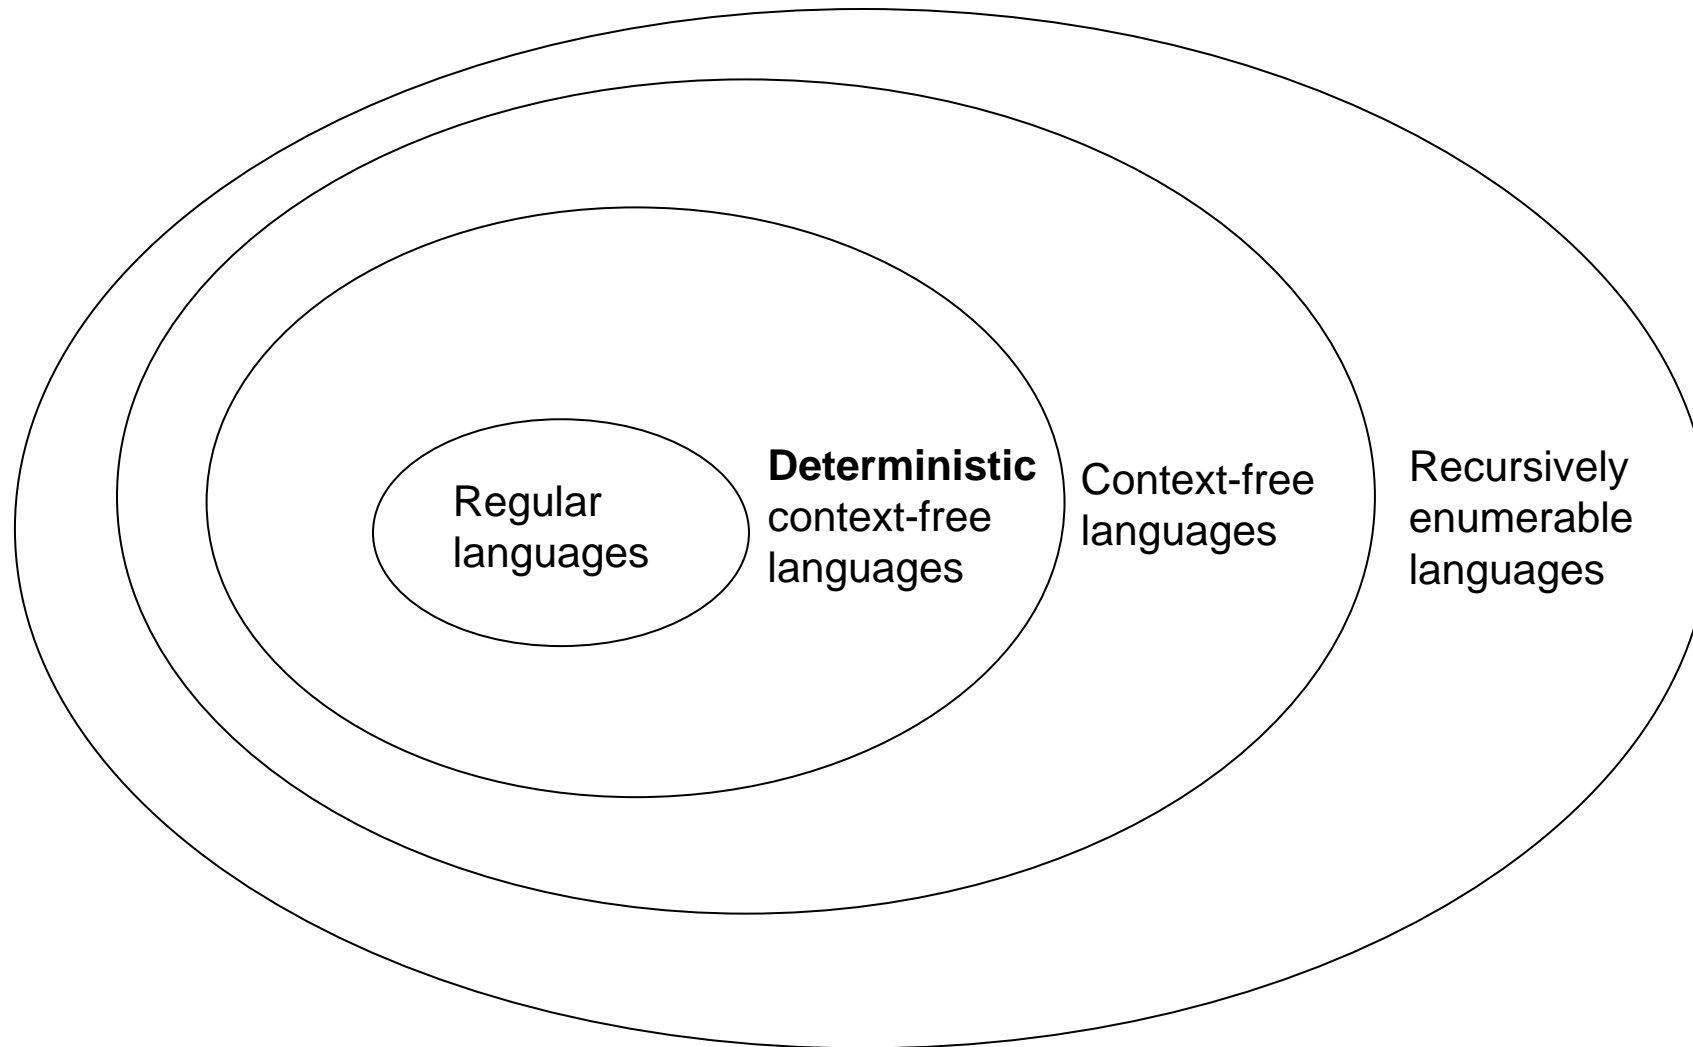 Regular
languages
Deterministic
context-free
languages
Context-free
languages
Recursively
enumerable
languages